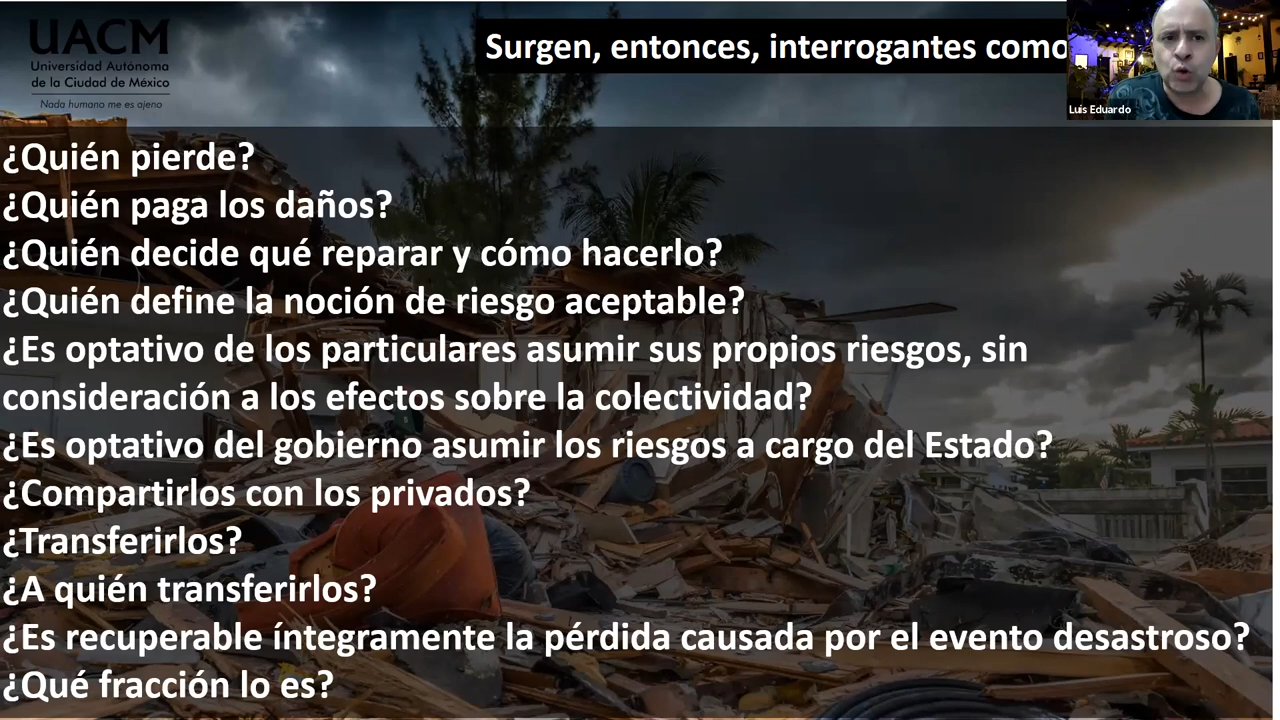 UACM
Universidad Autónoma
de la Ciudad de México
Nada humano me es ajeno
Surgen, entonces, interrogantes como
Luis Eduardo
¿Quién pierde?
¿Quién paga los daños?
¿Quién decide qué reparar y cómo hacerlo?
¿Quién define la noción de riesgo aceptable?
¿Es optativo de los particulares asumir sus propios riesgos, sin
consideración a los efectos sobre la colectividad?
¿Es optativo del gobierno asumir los riesgos a cargo del Estado?
¿Compartirlos con los privados?
¿Transferirlos?
¿A quién transferirlos?
¿Es recuperable íntegramente la pérdida causada por el evento desastroso?
¿Qué fracción lo es?